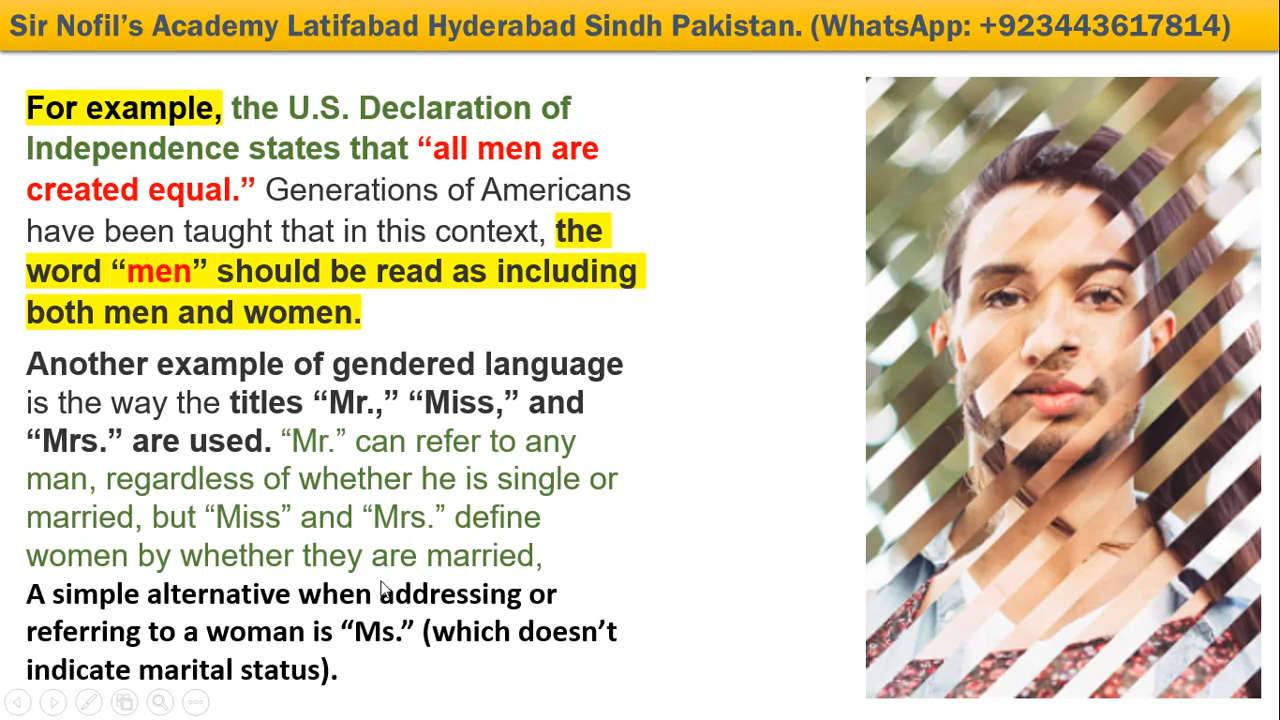 Sir Nofil’s Academy Latifabad Hyderabad Sindh Pakistan. (WhatsApp: +923443617814)
For example, the U.S. Declaration of
Independence states that “all men are
created equal.” Generations of Americans
have been taught that in this context, the
word “men” should be read as including
both men and women.
Another example of gendered language
is the way the titles “Mr.,” “Miss,” and
“Mrs.” are used. “Mr.” can refer to any
man, regardless of whether he is single or
married, but “Miss” and “Mrs.” define
women by whether they are married,
A simple alternative when addressing or
referring to a woman is “Ms.” (which doesn’t
indicate marital status).